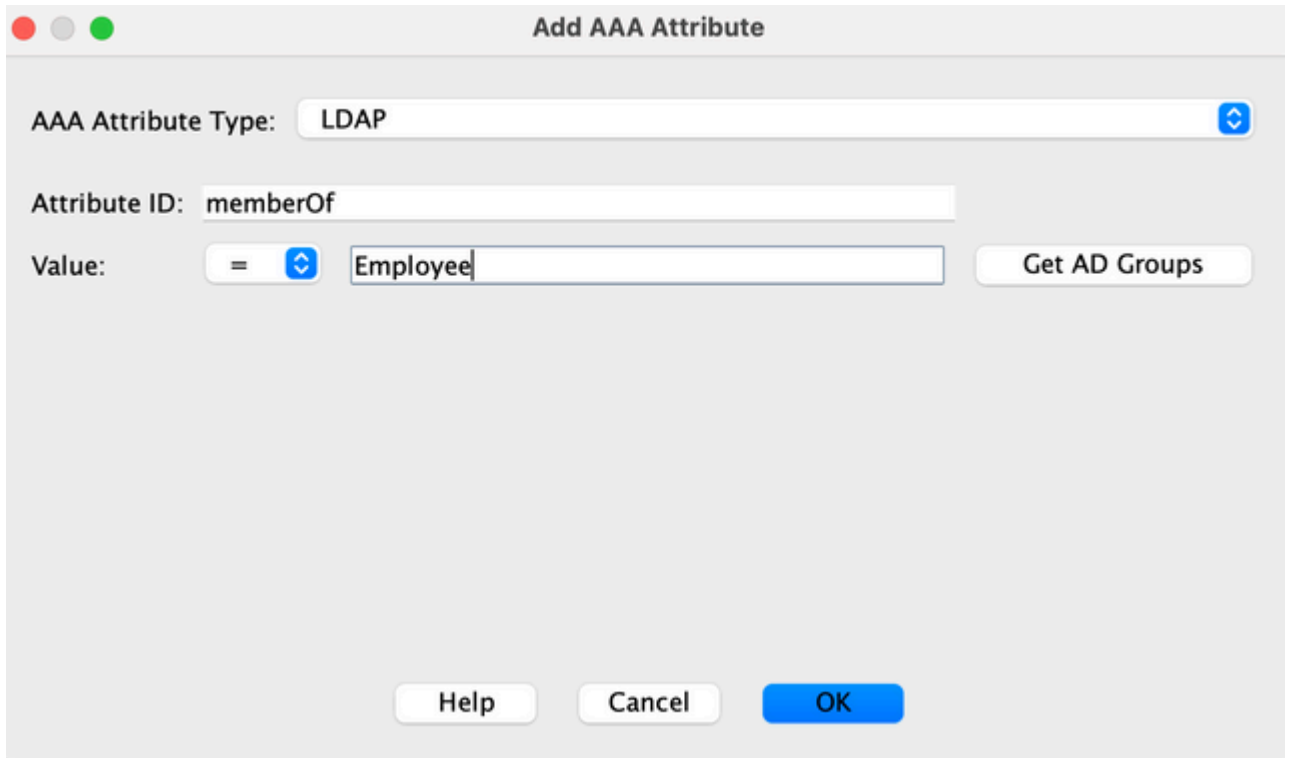 Add AAA Attribute
AAA Attribute Type: LDAP
Attribute ID: memberOf
Value: = Employee Get AD Groups
Help Cancel OK